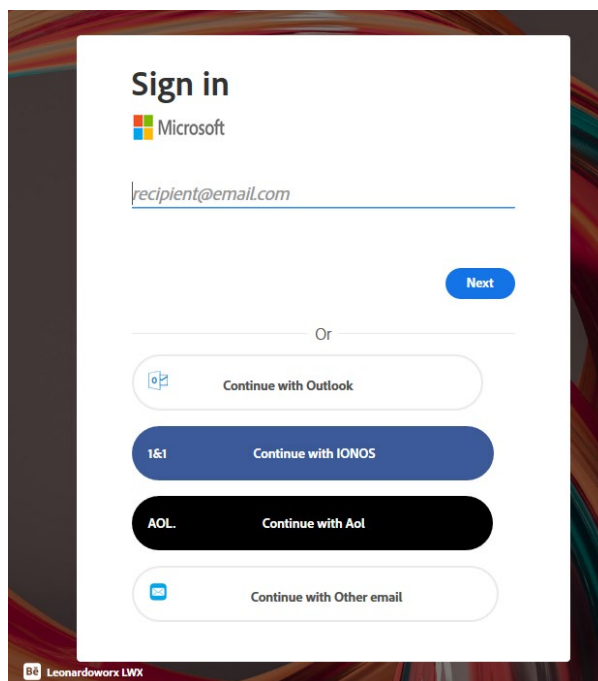 Sign in
Microsoft
recipient@email.com
Next
Or
Continue with Outlook
1&1 Continue with IONOS
AOL. Continue with Aol
Continue with Other email
Bē Leonardoworx LWX